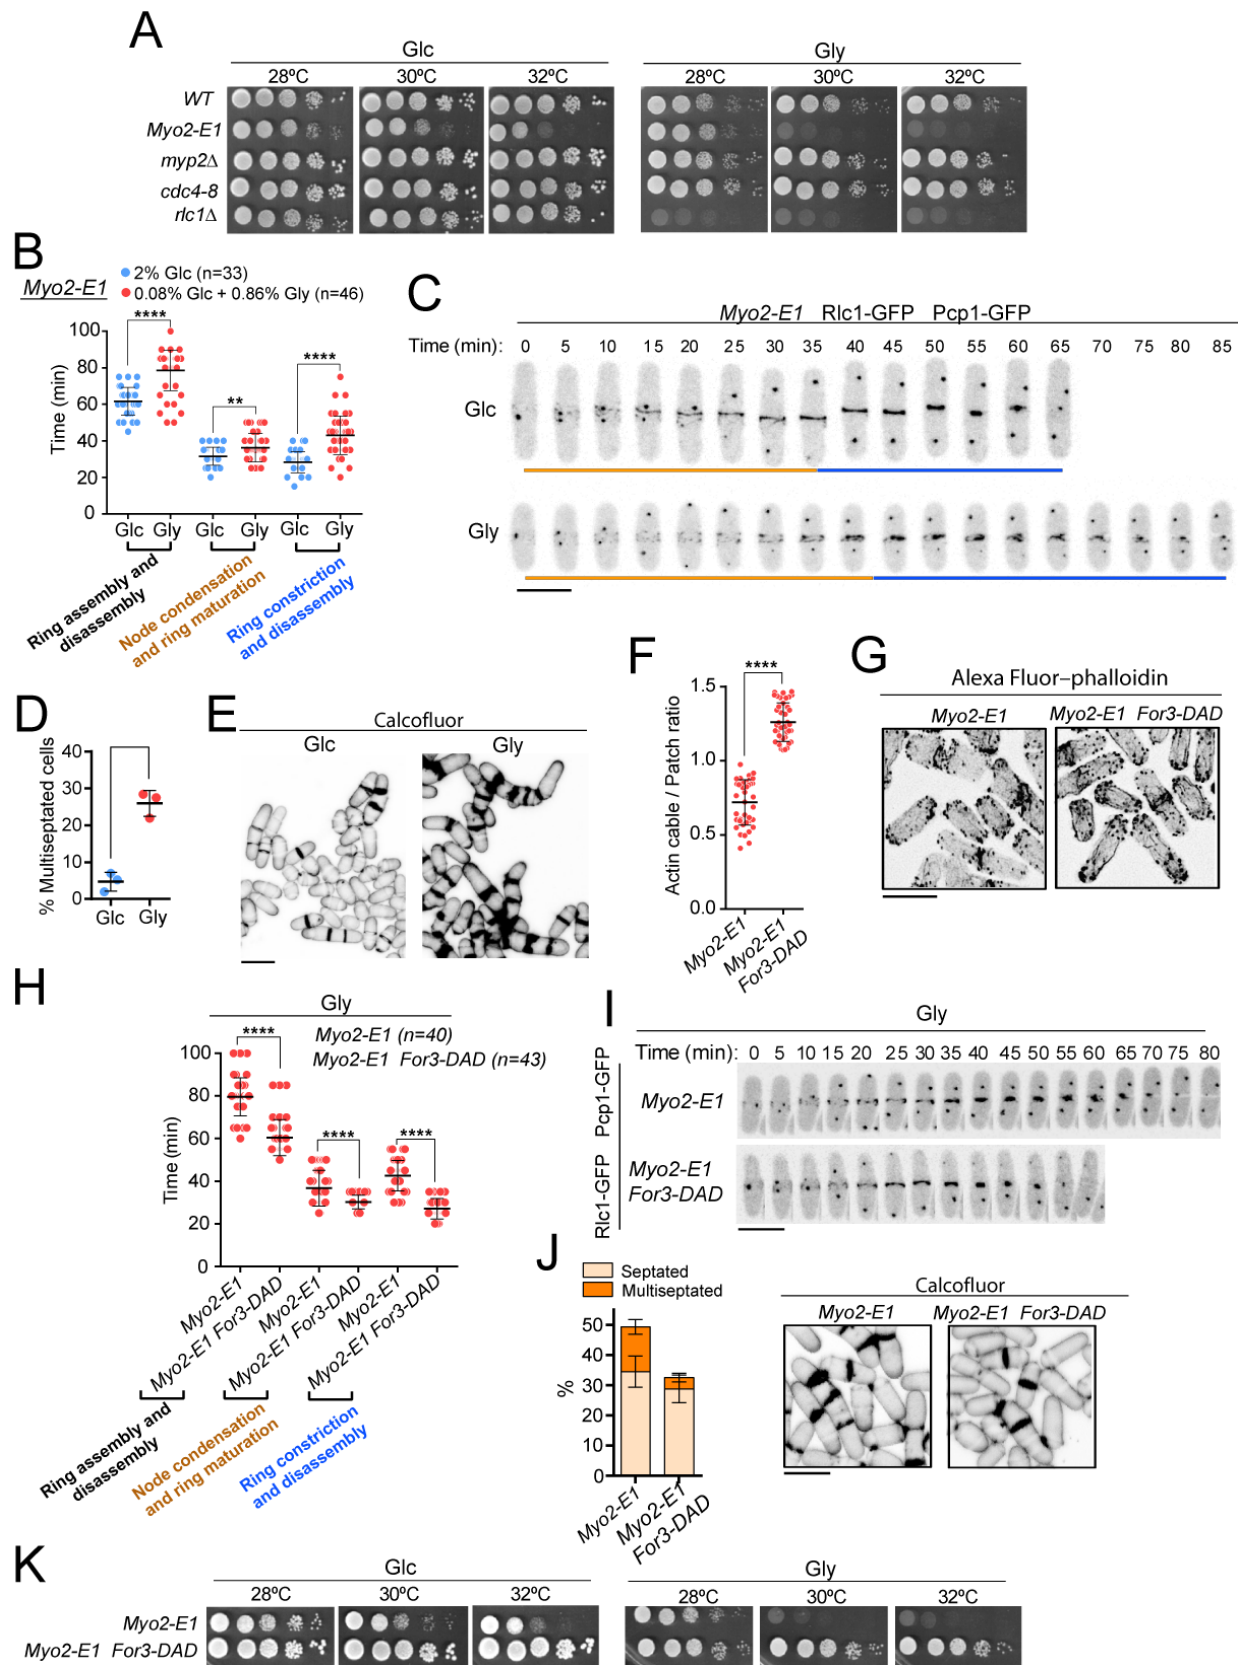 A
Glc
Gly
28ºC 30ºC 32ºC 28ºC 30ºC 32ºC
WT
Myo2-E1
myp2Δ
cdc4-8
rlc1Δ
B
Myo2-E1
2% Glc (n=33)
0.08% Glc + 0.86% Gly (n=46)
****
**
****
Time (min)
100
80
60
40
20
0
Glc Gly Glc Gly Glc Gly
Ring assembly and
disassembly
Node condensation
and ring maturation
Ring constriction
and disassembly
C
Myo2-E1 Rlc1-GFP Pcp1-GFP
Time (min): 0 5 10 15 20 25 30 35 40 45 50 55 60 65 70 75 80 85
Glc
Gly
D
% Multiseptated cells
40
30
20
10
0
Glc Gly
E
Calcofluor
Glc Gly
F
****
Actin cable / Patch ratio
1.5
1.0
0.5
0.0
Myo2-E1
Myo2-E1
For3-DAD
G
Alexa Fluor–phalloidin
Myo2-E1 Myo2-E1 For3-DAD
H
Gly
Myo2-E1 (n=40)
Myo2-E1 For3-DAD (n=43)
****
****
****
Time (min)
100
80
60
40
20
0
Myo2-E1
Myo2-E1 For3-DAD
Myo2-E1
Myo2-E1 For3-DAD
Myo2-E1
Myo2-E1 For3-DAD
Ring assembly and
disassembly
Node condensation
and ring maturation
Ring constriction
and disassembly
I
Gly
Time (min): 0 5 10 15 20 25 30 35 40 45 50 55 60 65 70 75 80
Rlc1-GFP Pcp1-GFP
Myo2-E1
Myo2-E1
For3-DAD
J
Septated
Multiseptated
%
50
40
30
20
10
0
Myo2-E1
Myo2-E1
For3-DAD
Calcofluor
Myo2-E1 Myo2-E1 For3-DAD
K
Glc
Gly
28ºC 30ºC 32ºC 28ºC 30ºC 32ºC
Myo2-E1
Myo2-E1 For3-DAD